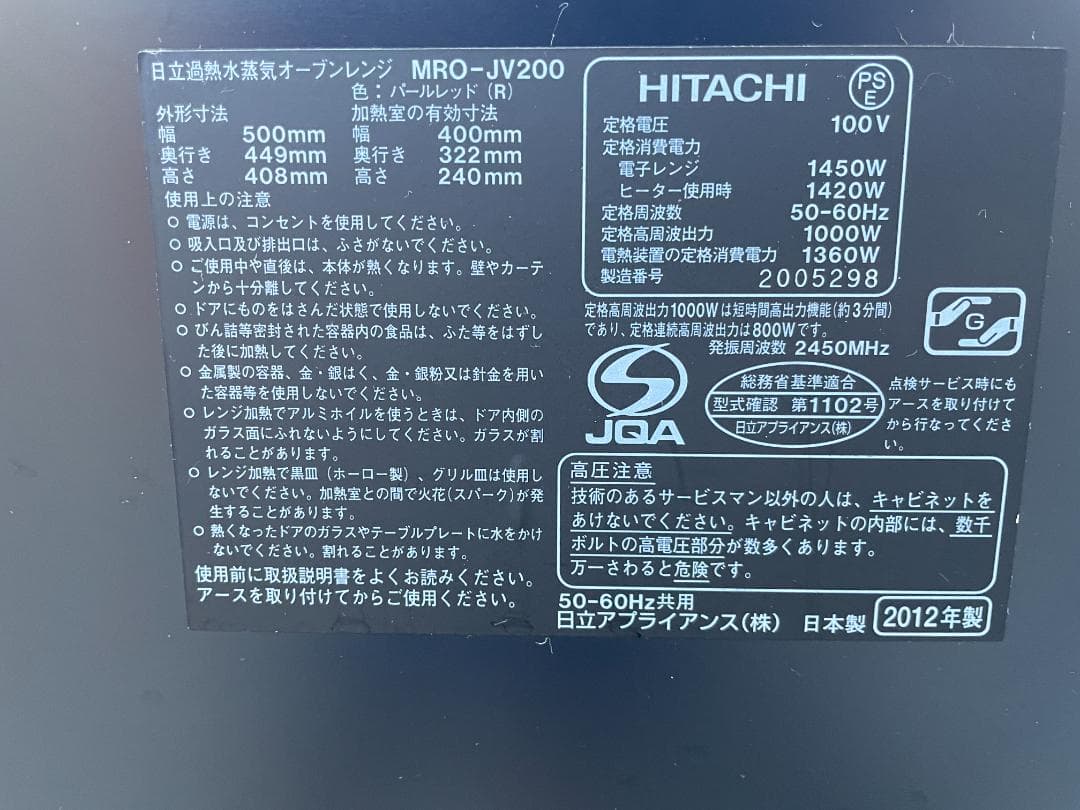 日立過熱水蒸気オーブンレンジ MRO-JV200
色：パールレッド（R）
外形寸法 加熱室の有効寸法
幅 500mm 幅 400mm
奥行き 449mm 奥行き 322mm
高さ 408mm 高さ 240mm
使用上の注意
○ 電源は、コンセントを使用してください。
○ 吸入口及び排出口は、ふさがないでください。
○ ご使用中や直後は、本体が熱くなります。壁やカーテ
ンから十分離してください。
○ ドアにものをはさんだ状態で使用しないでください。
○ びん詰等密封された容器内の食品は、ふた等をはずし
た後に加熱してください。
○ 金属製の容器、金・銀はく、金・銀粉又は針金を用い
た容器等を使用しないでください。
○ レンジ加熱でアルミホイルを使うときは、ドア内側の
ガラス面にふれないようにしてください。ガラスが割
れることがあります。
○ レンジ加熱で黒皿（ホーロー製）、グリル皿は使用し
ないでください。加熱室との間で火花(スパーク)が発
生することがあります。
○ 熱くなったドアのガラスやテーブルプレートに水をかけ
ないでください。割れることがあります。
使用前に取扱説明書をよくお読みください。
アースを取り付けてからご使用ください。
HITACHI PSE
定格電圧 100V
定格消費電力
電子レンジ 1450W
ヒーター使用時 1420W
定格周波数 50-60Hz
定格高周波出力 1000W
電熱装置の定格消費電力 1360W
製造番号 2005298
定格高周波出力1000Wは短時間高出力機能(約3分間)
であり、定格連続高周波出力は800Wです。
発振周波数 2450MHz
G
JQA
総務省基準適合
型式確認 第1102号
日立アプライアンス(株)
点検サービス時にも
アースを取り付けて
から行なってくださ
い。
高圧注意
技術のあるサービスマン以外の人は、キャビネットを
あけないでください。キャビネットの内部には、数千
ボルトの高電圧部分が数多くあります。
万一さわると危険です。
50-60Hz共用
日立アプライアンス(株) 日本製 2012年製